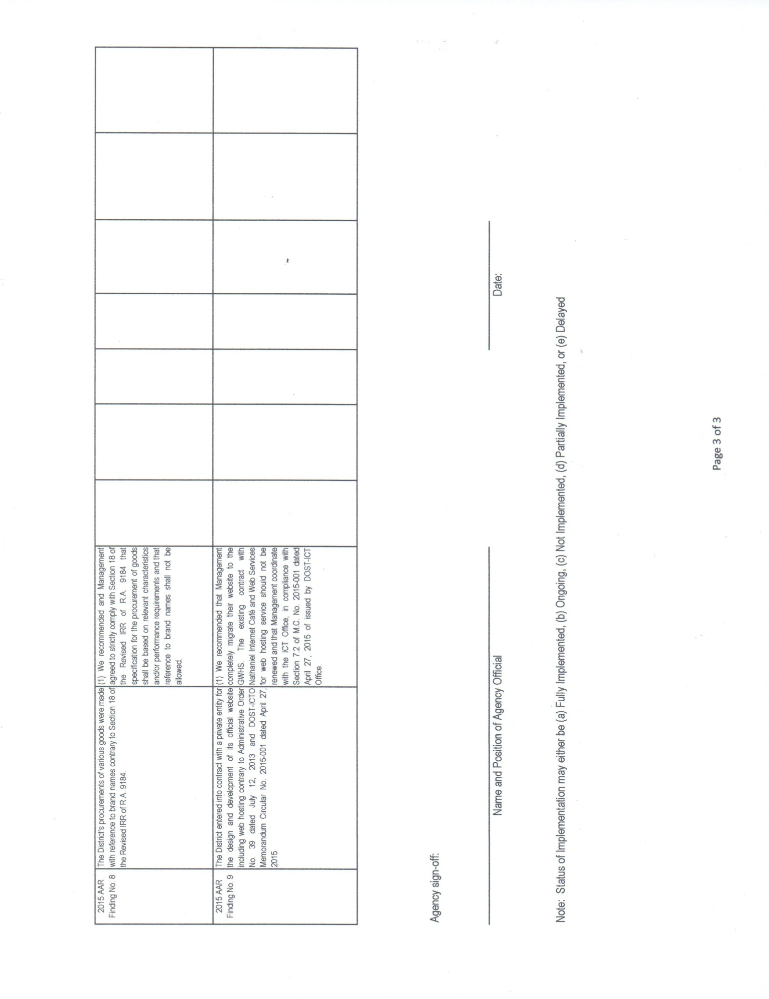 2015 AAR
Finding No. 8
The District's procurements of various goods were made
with reference to brand names contrary to Section 18 of
the Revised IRR of R.A. 9184.
(1) We recommended and Management
agreed to strictly comply with Section 18 of
the Revised IRR of R.A. 9184 that
specification for the procurement of goods
shall be based on relevant characteristics
and/or performance requirements and that
reference to brand names shall not be
allowed.
2015 AAR
Finding No. 9
The District entered into contract with a private entity for
the design and development of its official website
including web hosting contrary to Administrative Order
No. 39 dated July 12, 2013 and DOST-ICTO
Memorandum Circular No. 2015-001 dated April 27,
2015.
(1) We recommended that Management
completely migrate their website to the
GWHS. The existing contract with
Nathaniel Internet Café and Web Services
for web hosting service should not be
renewed and that Management coordinate
with the ICT Office, in compliance with
Section 7.2 of M.C. No. 2015-001 dated
April 27, 2015 of issued by DOST-ICT
Office.
Agency sign-off:
Name and Position of Agency Official
Date:
Note: Status of Implementation may either be (a) Fully Implemented, (b) Ongoing, (c) Not Implemented, (d) Partially Implemented, or (e) Delayed
Page 3 of 3